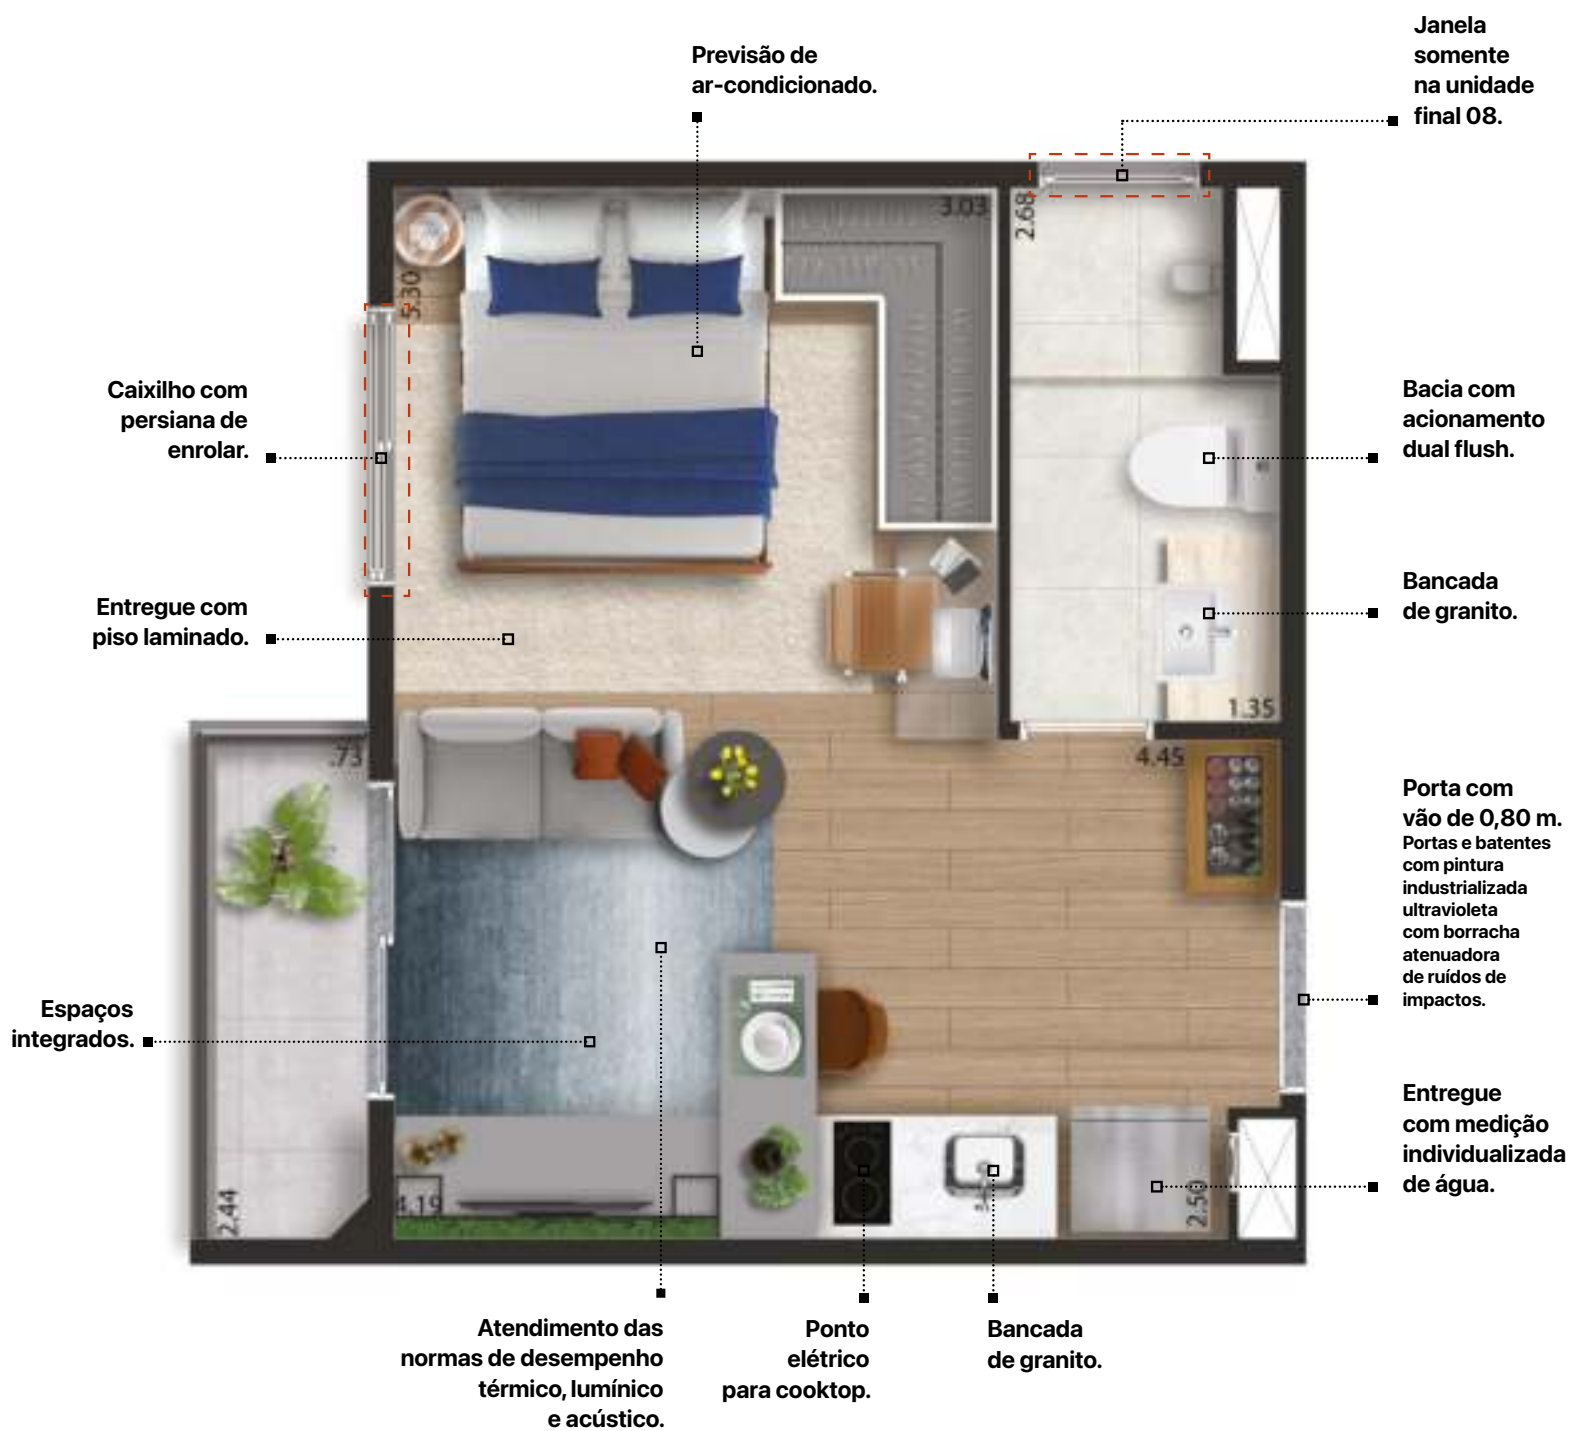 Previsão de
ar-condicionado.
Janela
somente
na unidade
final 08.
3.03
2.68
5.30
Caixilho com
persiana de
enrolar.
Bacia com
acionamento
dual flush.
Entregue com
piso laminado.
Bancada
de granito.
1.35
.73
4.45
Porta com
vão de 0,80 m.
Portas e batentes
com pintura
industrializada
ultravioleta
com borracha
atenuadora
de ruídos de
impactos.
Espaços
integrados.
Entregue
com medição
individualizada
de água.
2.44
4.19
2.50
Atendimento das
normas de desempenho
térmico, lumínico
e acústico.
Ponto
elétrico
para cooktop.
Bancada
de granito.